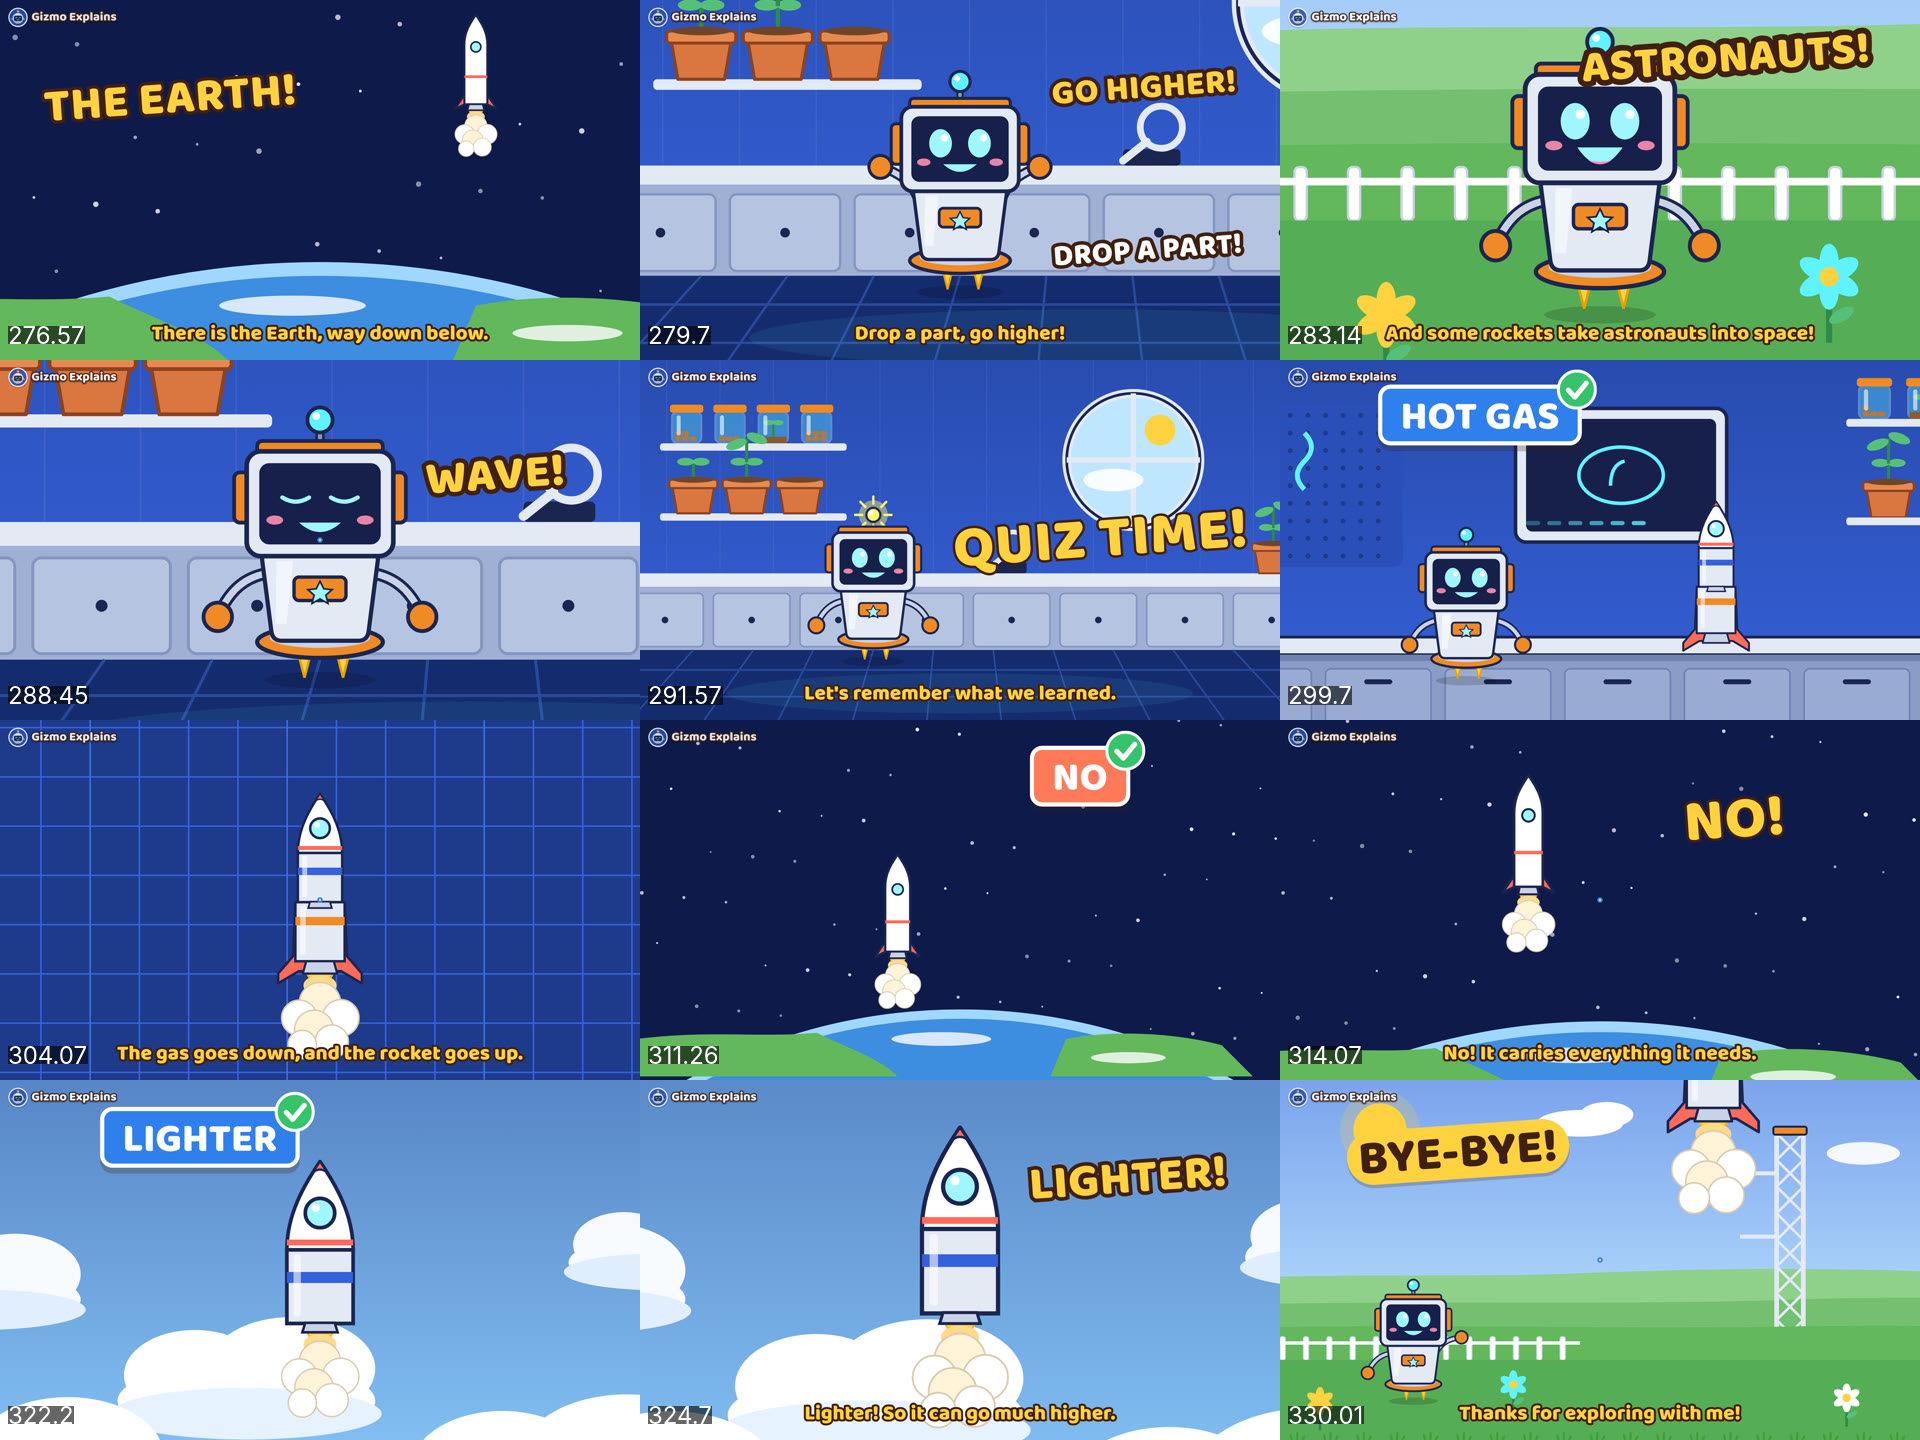 Gizmo Explains
THE EARTH!
There is the Earth, way down below.
276.57
Gizmo Explains
GO HIGHER!
DROP A PART!
Drop a part, go higher!
279.7
Gizmo Explains
ASTRONAUTS!
And some rockets take astronauts into space!
283.14
Gizmo Explains
WAVE!
288.45
Gizmo Explains
QUIZ TIME!
Let's remember what we learned.
291.57
Gizmo Explains
HOT GAS
299.7
Gizmo Explains
The gas goes down, and the rocket goes up.
304.07
Gizmo Explains
NO
311.26
Gizmo Explains
NO!
No! It carries everything it needs.
314.07
Gizmo Explains
LIGHTER
322.2
Gizmo Explains
LIGHTER!
Lighter! So it can go much higher.
324.7
Gizmo Explains
BYE-BYE!
Thanks for exploring with me!
330.01